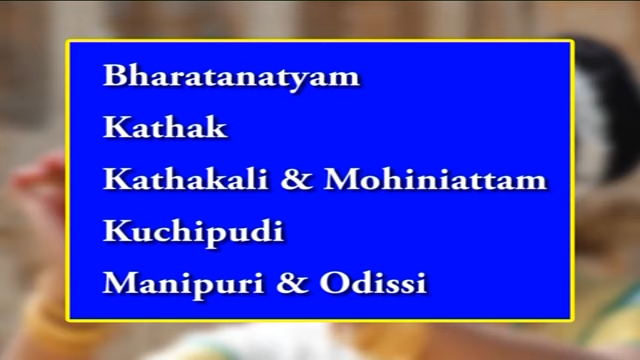 Bharatanatyam
Kathak
Kathakali & Mohiniattam
Kuchipudi
Manipuri & Odissi